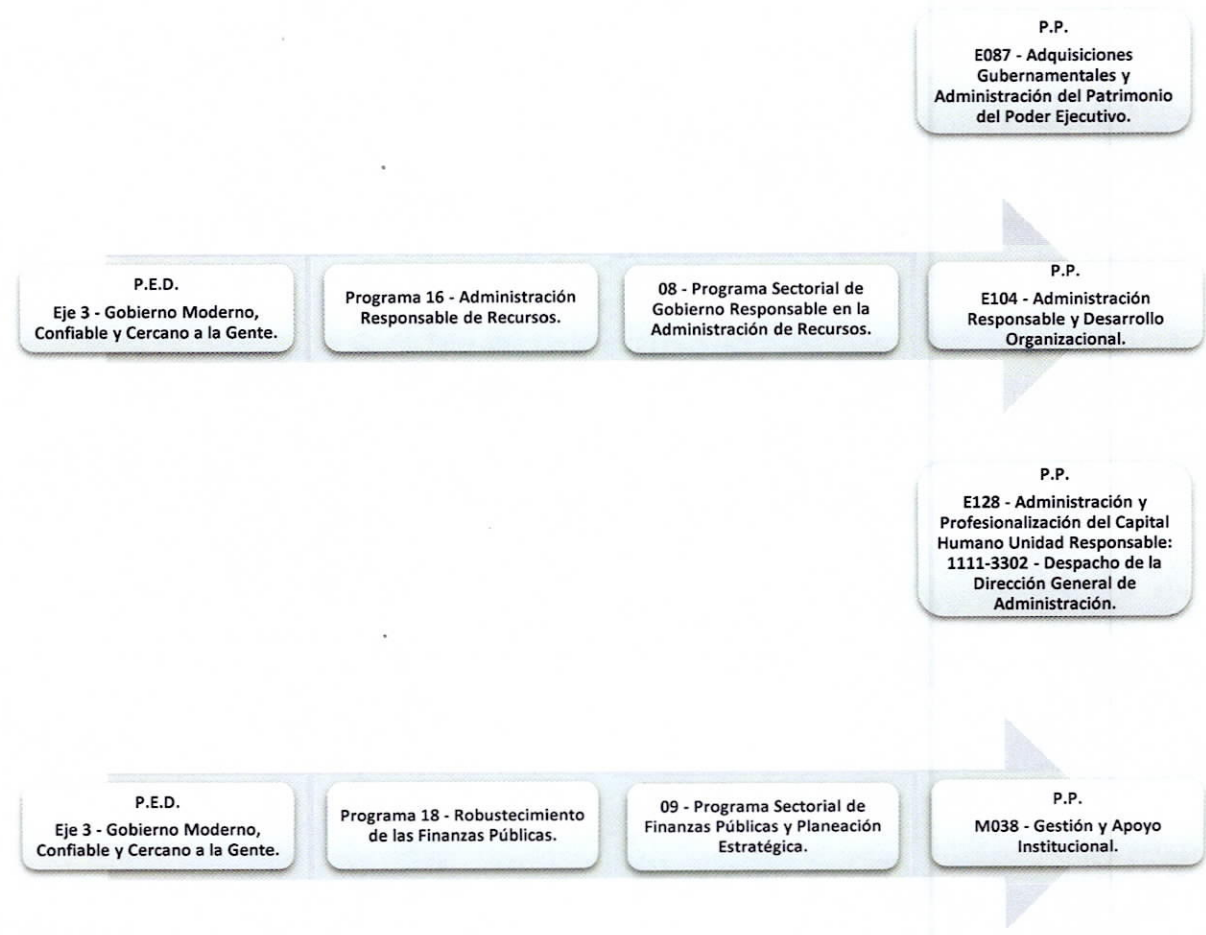 P.P.
E087 - Adquisiciones
Gubernamentales y
Administración del Patrimonio
del Poder Ejecutivo.
P.E.D.
Eje 3 - Gobierno Moderno,
Confiable y Cercano a la Gente.
Programa 16 - Administración
Responsable de Recursos.
08 - Programa Sectorial de
Gobierno Responsable en la
Administración de Recursos.
P.P.
E104 - Administración
Responsable y Desarrollo
Organizacional.
P.P.
E128 - Administración y
Profesionalización del Capital
Humano Unidad Responsable:
1111-3302 - Despacho de la
Dirección General de
Administración.
P.E.D.
Eje 3 - Gobierno Moderno,
Confiable y Cercano a la Gente.
Programa 18 - Robustecimiento
de las Finanzas Públicas.
09 - Programa Sectorial de
Finanzas Públicas y Planeación
Estratégica.
P.P.
M038 - Gestión y Apoyo
Institucional.